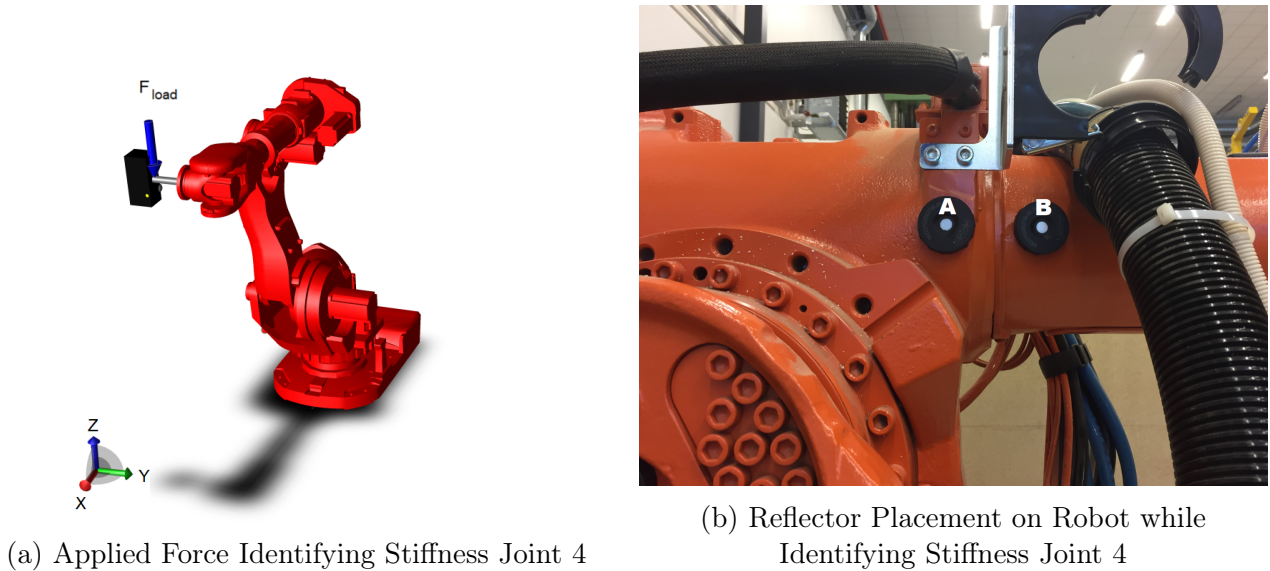 F load
Z
Y
X
A
B
(a) Applied Force Identifying Stiffness Joint 4
(b) Reflector Placement on Robot while
Identifying Stiffness Joint 4